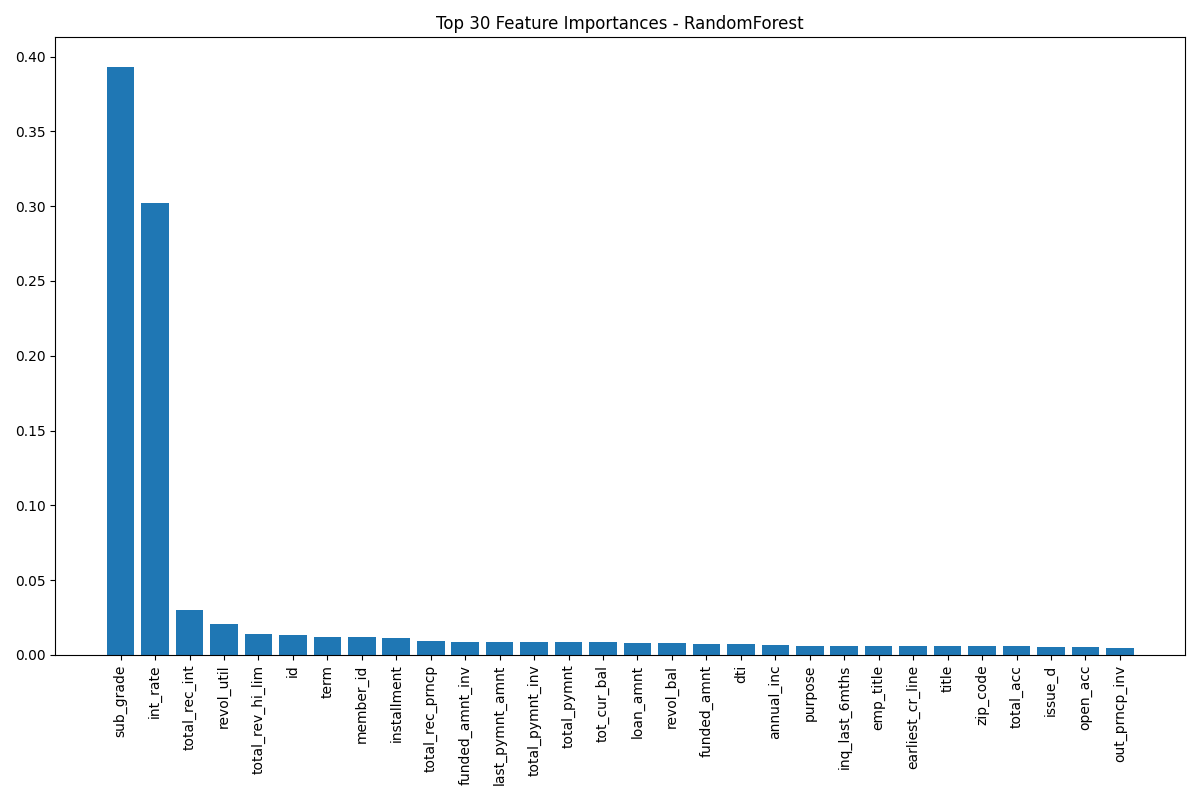 Top 30 Feature Importances - RandomForest
0.40
0.35
0.30
0.25
0.20
0.15
0.10
0.05
0.00
sub_grade
int_rate
total_rec_int
revol_util
total_rev_hi_lim
id
term
member_id
installment
total_rec_prncp
funded_amnt_inv
last_pymnt_amnt
total_pymnt_inv
total_pymnt
tot_cur_bal
loan_amnt
revol_bal
funded_amnt
dti
annual_inc
purpose
inq_last_6mths
emp_title
earliest_cr_line
title
zip_code
total_acc
issue_d
open_acc
out_prncp_inv